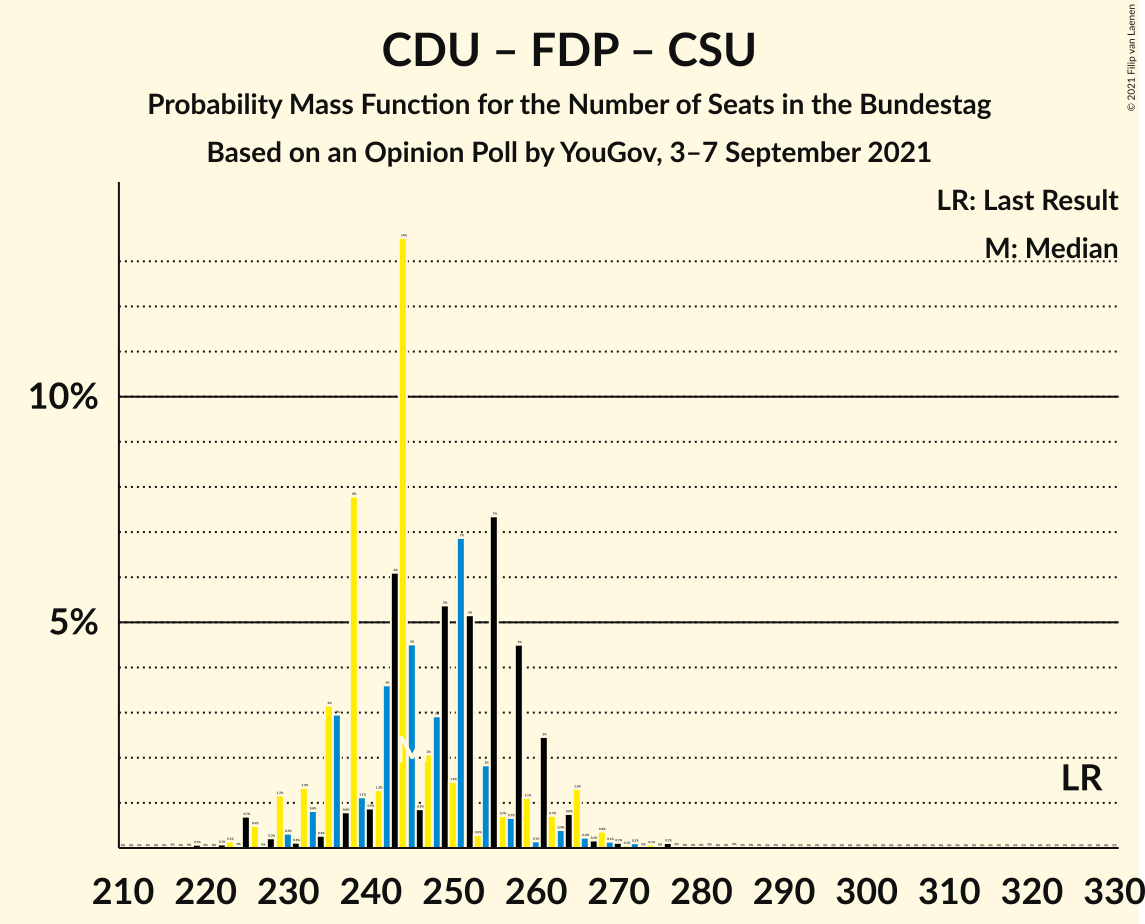 CDU – FDP – CSU
Probability Mass Function for the Number of Seats in the Bundestag
Based on an Opinion Poll by YouGov, 3–7 September 2021
© 2021 Filip van Laenen
LR: Last Result
M: Median
10%
5%
M
LR
210 220 230 240 250 260 270 280 290 300 310 320 330